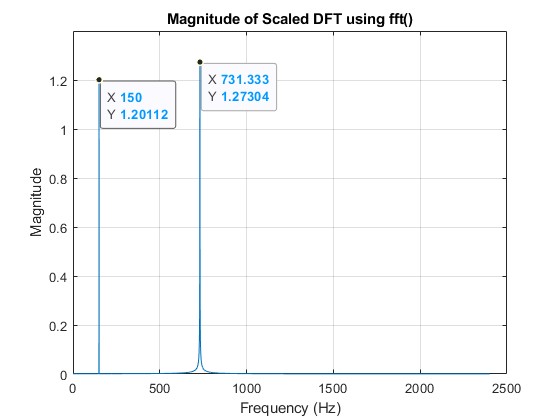 Magnitude of Scaled DFT using fft()
1.2
1
0.8
0.6
0.4
0.2
0
Magnitude
X 150
Y 1.20112
X 731.333
Y 1.27304
0 500 1000 1500 2000 2500
Frequency (Hz)